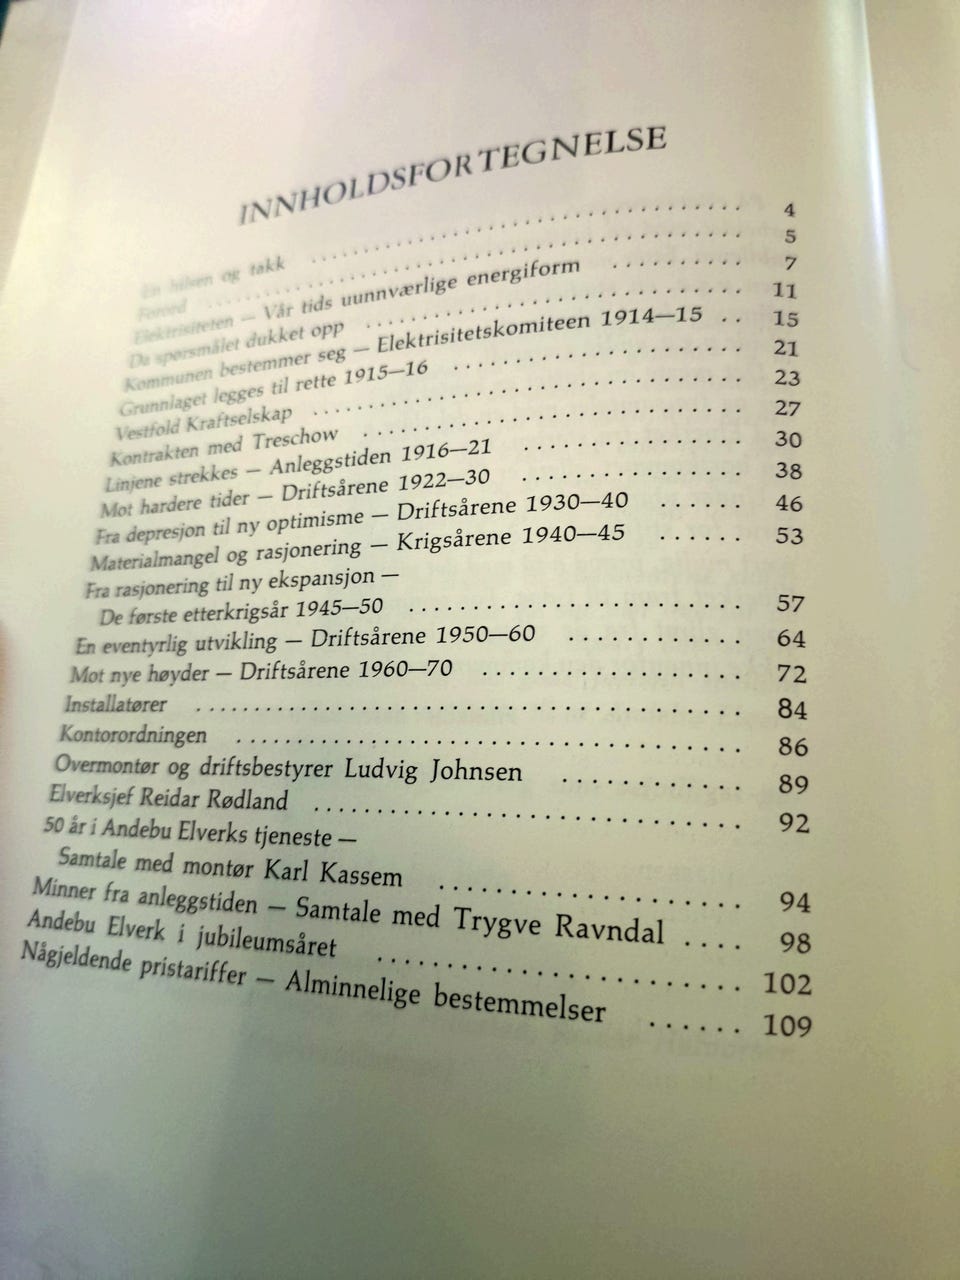 INNHOLDSFORTEGNELSE
En hilsen og takk . . . . . . . . . . . . . . . . . . . . . . . . . . . . . . 4
Forord . . . . . . . . . . . . . . . . . . . . . . . . . . . . . . . . . . . . 5
Elektrisiteten — Vår tids uunnværlige energiform . . . . . . . . . 7
Da spørsmålet dukket opp . . . . . . . . . . . . . . . . . . . . . . . . . 11
Kommunen bestemmer seg — Elektrisitetskomiteen 1914—15 . . 15
Grunnlaget legges til rette 1915—16 . . . . . . . . . . . . . . . . . . 21
Vestfold Kraftselskap . . . . . . . . . . . . . . . . . . . . . . . . . . . . 23
Kontrakten med Treschow . . . . . . . . . . . . . . . . . . . . . . . . . 27
Linjene strekkes — Anleggstiden 1916—21 . . . . . . . . . . . . . . 30
Mot hardere tider — Driftsårene 1922—30 . . . . . . . . . . . . . . 38
Fra depresjon til ny optimisme — Driftsårene 1930—40 . . . . . . 46
Materialmangel og rasjonering — Krigsårene 1940—45 . . . . . . 53
Fra rasjonering til ny ekspansjon —
De første etterkrigsår 1945—50 . . . . . . . . . . . . . . . . . . . . . 57
En eventyrlig utvikling — Driftsårene 1950—60 . . . . . . . . . . . 64
Mot nye høyder — Driftsårene 1960—70 . . . . . . . . . . . . . . . . 72
Installatører . . . . . . . . . . . . . . . . . . . . . . . . . . . . . . . . . . 84
Kontorordningen . . . . . . . . . . . . . . . . . . . . . . . . . . . . . . . 86
Overmontør og driftsbestyrer Ludvig Johnsen . . . . . . . . . . . 89
Elverksjef Reidar Rødland . . . . . . . . . . . . . . . . . . . . . . . . . 92
50 år i Andebu Elverks tjeneste —
Samtale med montør Karl Kassem . . . . . . . . . . . . . . . . . . 94
Minner fra anleggstiden — Samtale med Trygve Ravndal . . . . 98
Andebu Elverk i jubileumsåret . . . . . . . . . . . . . . . . . . . . . . 102
Någjeldende pristariffer — Alminnelige bestemmelser . . . . . . 109